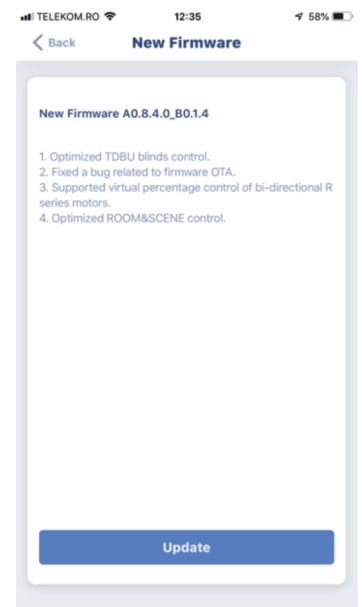 TELEKOM.RO 12:35 58%
Back New Firmware
New Firmware A0.8.4.0_B0.1.4
1. Optimized TDBU blinds control.
2. Fixed a bug related to firmware OTA.
3. Supported virtual percentage control of bi-directional R
series motors.
4. Optimized ROOM&SCENE control.
Update